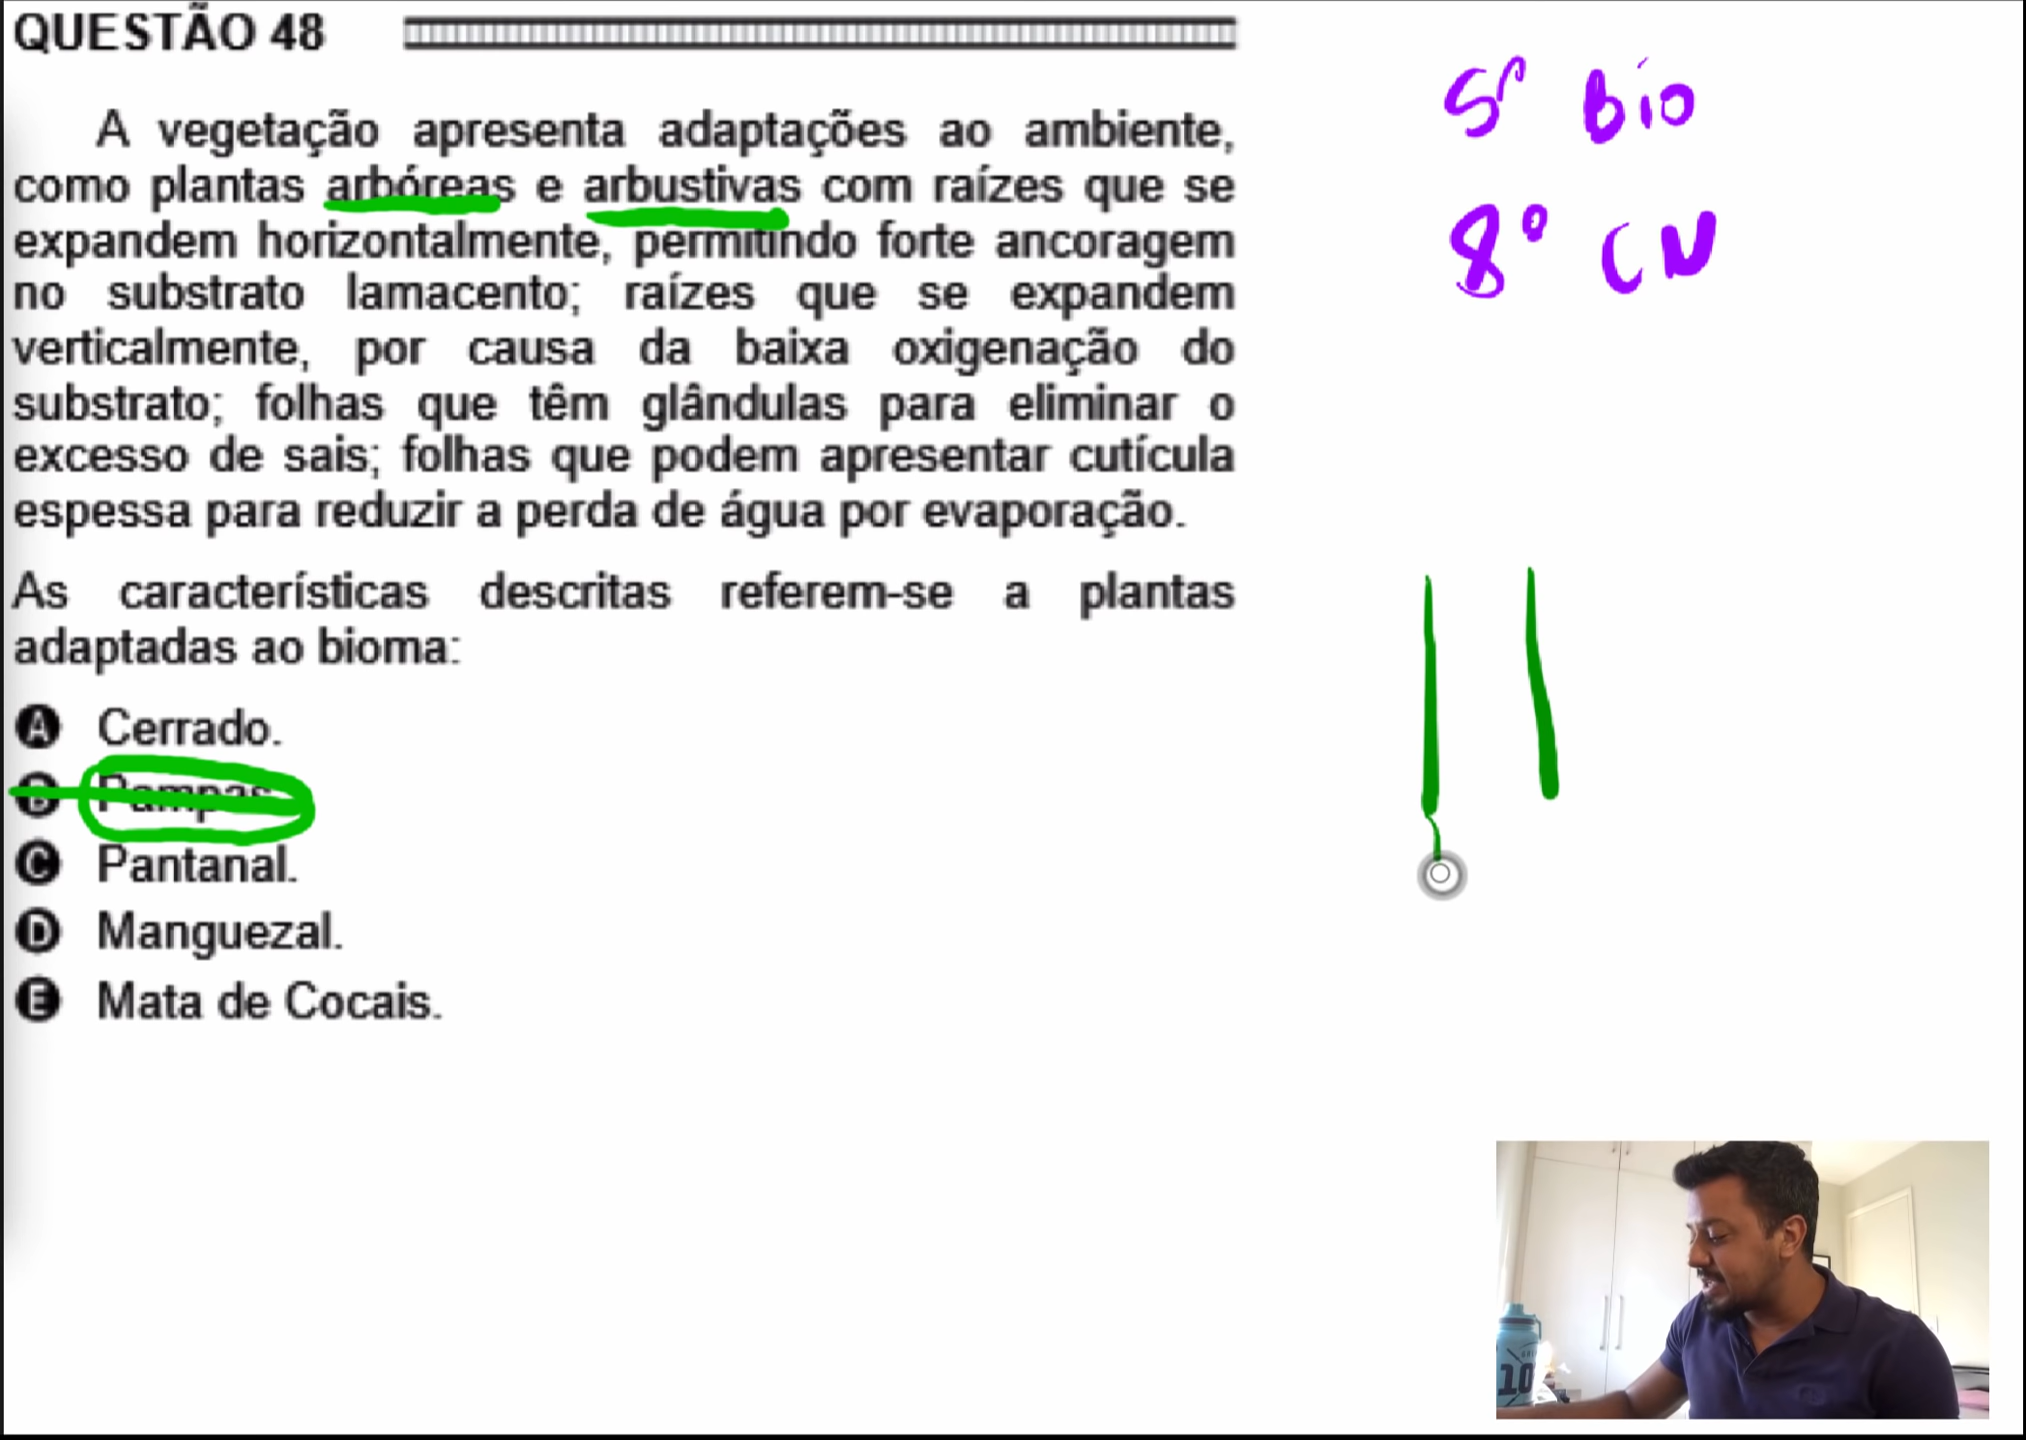 QUESTÃO 48
A vegetação apresenta adaptações ao ambiente,
como plantas arbóreas e arbustivas com raízes que se
expandem horizontalmente, permitindo forte ancoragem
no substrato lamacento; raízes que se expandem
verticalmente, por causa da baixa oxigenação do
substrato; folhas que têm glândulas para eliminar o
excesso de sais; folhas que podem apresentar cutícula
espessa para reduzir a perda de água por evaporação.
As características descritas referem-se a plantas
adaptadas ao bioma:
A Cerrado.
B Pampas.
C Pantanal.
D Manguezal.
E Mata de Cocais.
Bio
8º CN
10